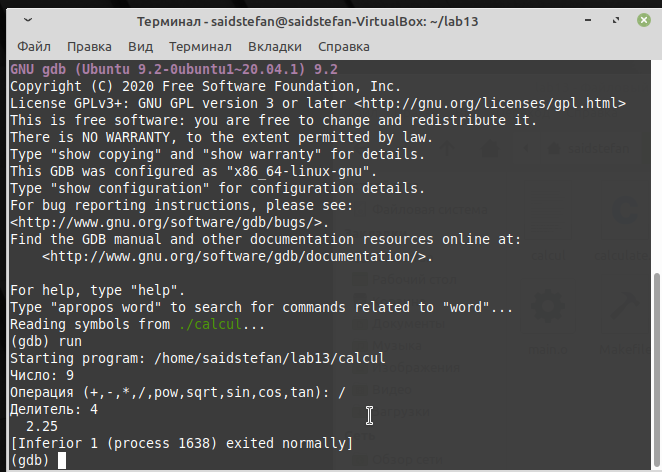 Терминал - saidstefan@saidstefan-VirtualBox: ~/lab13
Файл Правка Вид Терминал Вкладки Справка
GNU gdb (Ubuntu 9.2-0ubuntu1~20.04.1) 9.2
Copyright (C) 2020 Free Software Foundation, Inc.
License GPLv3+: GNU GPL version 3 or later <http://gnu.org/licenses/gpl.html>
This is free software: you are free to change and redistribute it.
There is NO WARRANTY, to the extent permitted by law.
Type "show copying" and "show warranty" for details.
This GDB was configured as "x86_64-linux-gnu".
Type "show configuration" for configuration details.
For bug reporting instructions, please see:
<http://www.gnu.org/software/gdb/bugs/>.
Find the GDB manual and other documentation resources online at:
    <http://www.gnu.org/software/gdb/documentation/>.
For help, type "help".
Type "apropos word" to search for commands related to "word"...
Reading symbols from ./calcul...
(gdb) run
Starting program: /home/saidstefan/lab13/calcul
Число: 9
Операция (+,-,*,/,pow,sqrt,sin,cos,tan): /
Делитель: 4
  2.25
[Inferior 1 (process 1638) exited normally]
(gdb)